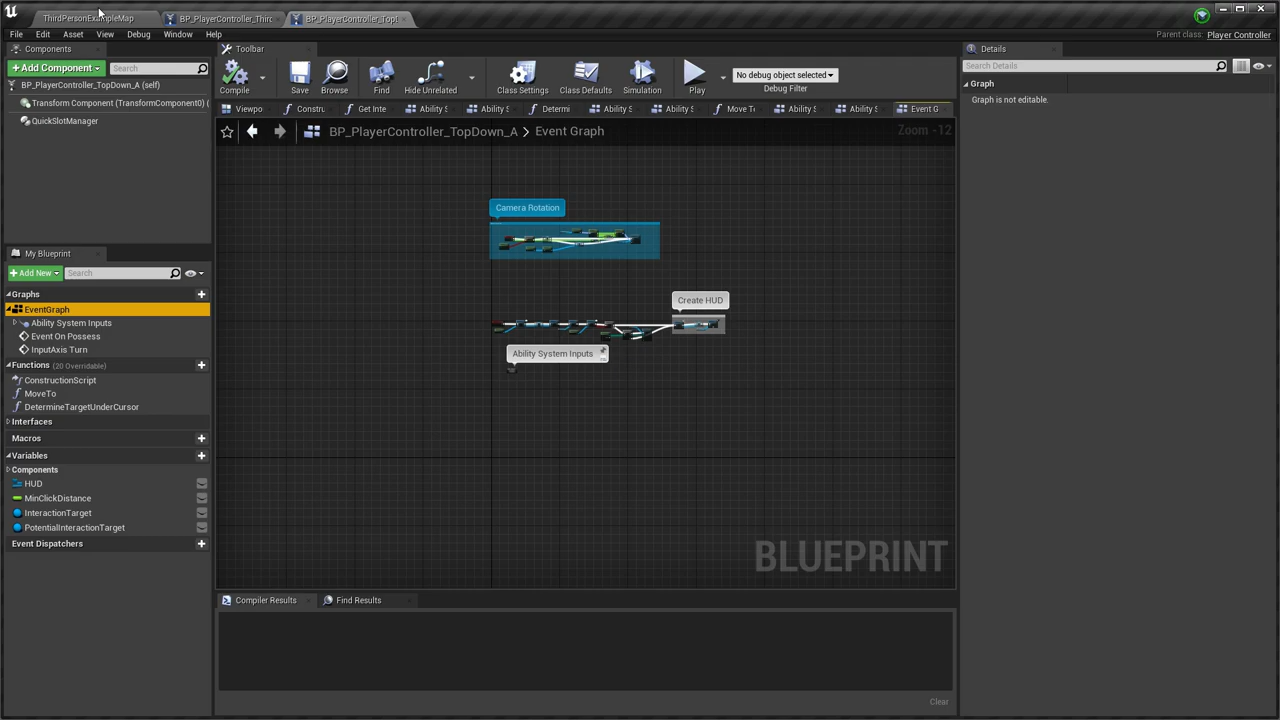 ThirdPersonExampleMap
BP_PlayerController_Thirc
BP_PlayerController_Top
File
Edit
Asset
View
Debug
Window
Help
Parent class:
Player Controller
Components
Toolbar
Details
Add Component
Search
Search Details
BP_PlayerController_TopDown_A (self)
Transform Component (TransformComponent0) (
QuickSlotManager
Compile
Save
Browse
Find
Hide Unrelated
Class Settings
Class Defaults
Simulation
Play
No debug object selected
Debug Filter
Graph
Graph is not editable.
Viewpo
Constru
Get Inte
Ability S
Ability S
Determi
Ability S
Ability S
Move To
Ability S
Ability S
Event G
BP_PlayerController_TopDown_A > Event Graph
Zoom -12
Camera Rotation
Create HUD
Ability System Inputs
BLUEPRINT
My Blueprint
Add New
Search
Graphs
EventGraph
Ability System Inputs
Event On Possess
InputAxis Turn
Functions (20 Overridable)
ConstructionScript
MoveTo
DetermineTargetUnderCursor
Interfaces
Macros
Variables
Components
HUD
MinClickDistance
InteractionTarget
PotentialInteractionTarget
Event Dispatchers
Compiler Results
Find Results
Clear